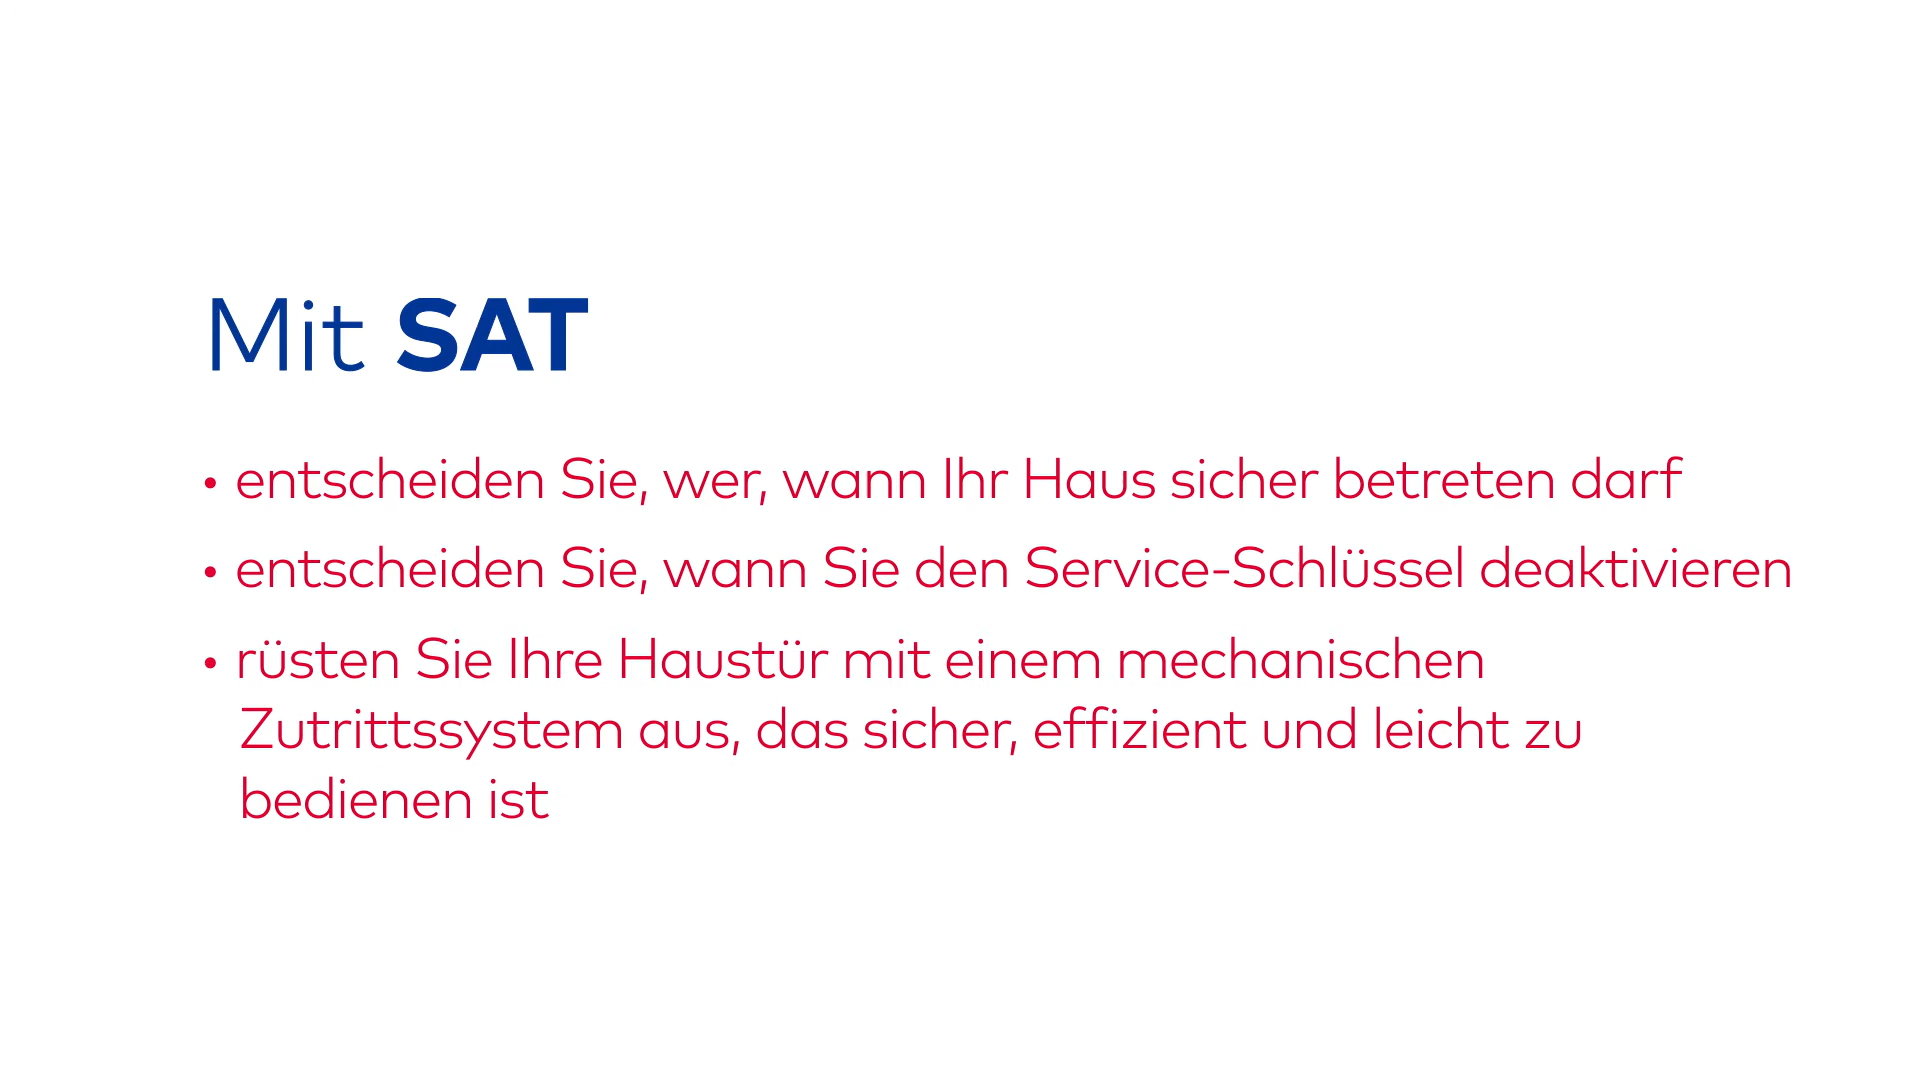 Mit SAT
• entscheiden Sie, wer, wann Ihr Haus sicher betreten darf
• entscheiden Sie, wann Sie den Service-Schlüssel deaktivieren
• rüsten Sie Ihre Haustür mit einem mechanischen
Zutrittssystem aus, das sicher, effizient und leicht zu
bedienen ist